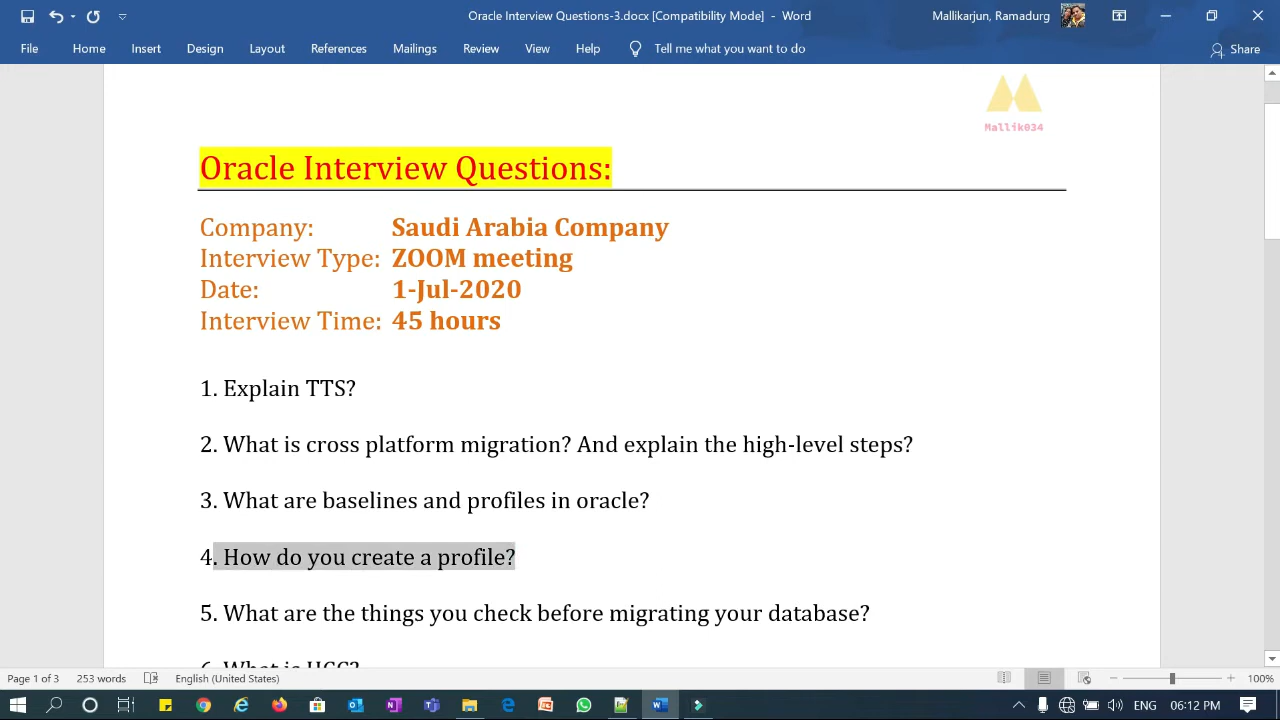 Oracle Interview Questions-3.docx [Compatibility Mode] - Word
Mallikarjun, Ramadurg
File Home Insert Design Layout References Mailings Review View Help Tell me what you want to do Share
Mallik034
Oracle Interview Questions:
Company: Saudi Arabia Company
Interview Type: ZOOM meeting
Date: 1-Jul-2020
Interview Time: 45 hours
1. Explain TTS?
2. What is cross platform migration? And explain the high-level steps?
3. What are baselines and profiles in oracle?
4. How do you create a profile?
5. What are the things you check before migrating your database?
6. What is HCC?
Page 1 of 3 253 words English (United States) 100%
ENG 06:12 PM